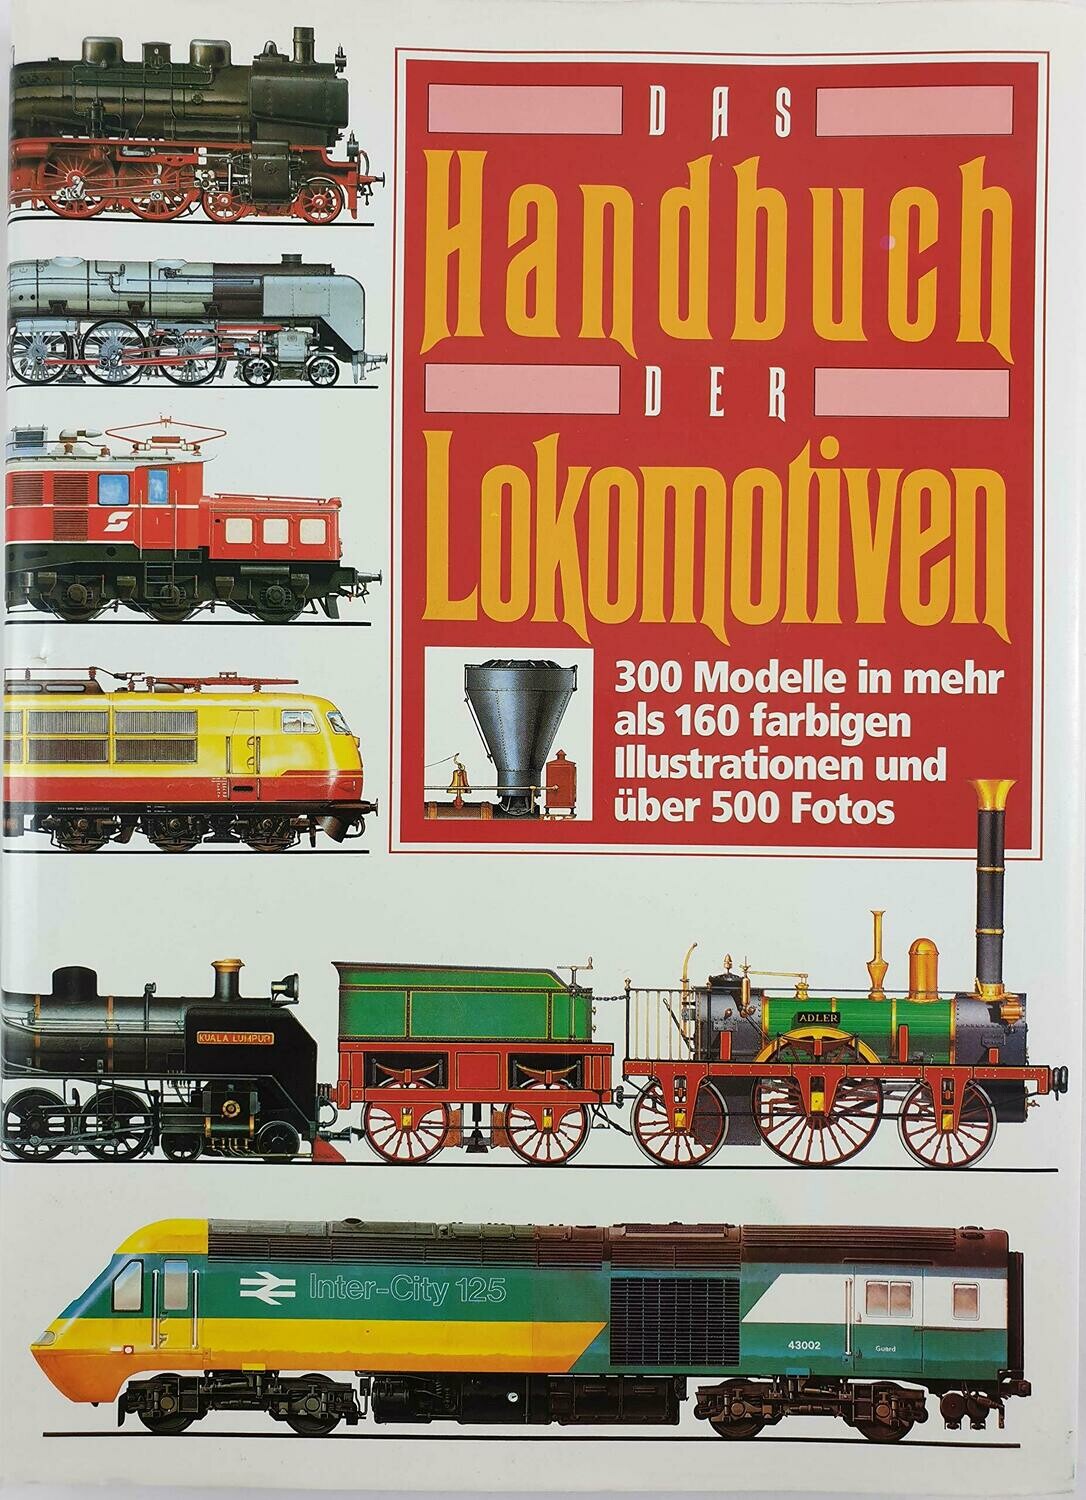 DAS
Handbuch
DER
Lokomotiven
300 Modelle in mehr
als 160 farbigen
Illustrationen und
über 500 Fotos
KUALA LUMPUR
ADLER
Inter-City 125
43002
Guard